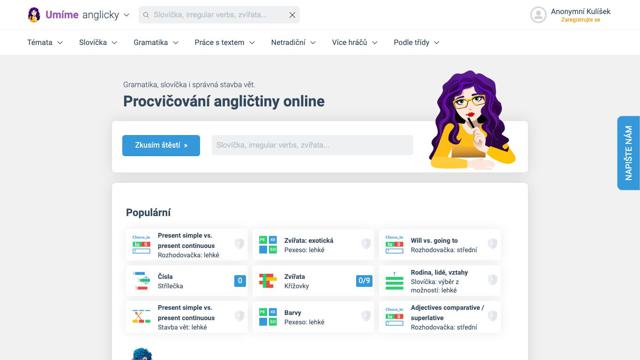 Umíme anglicky
Slovíčka, irregular verbs, zvířata...
Anonymní Kulíšek
Zaregistrujte se
Témata
Slovíčka
Gramatika
Práce s textem
Netradiční
Více hráčů
Podle třídy
Gramatika, slovíčka i správná stavba vět.
Procvičování angličtiny online
Zkusím štěstí »
Slovíčka, irregular verbs, zvířata...
NAPIŠTE NÁM
Populární
Present simple vs.
present continuous
Rozhodovačka: lehké
Zvířata: exotická
Pexeso: lehké
Will vs. going to
Rozhodovačka: střední
Čísla
Střílečka
0
Zvířata
Křížovky
0/9
Rodina, lidé, vztahy
Slovíčka: výběr z
možností: lehké
Present simple vs.
present continuous
Stavba vět: lehké
Barvy
Pexeso: lehké
Adjectives comparative /
superlative
Rozhodovačka: střední